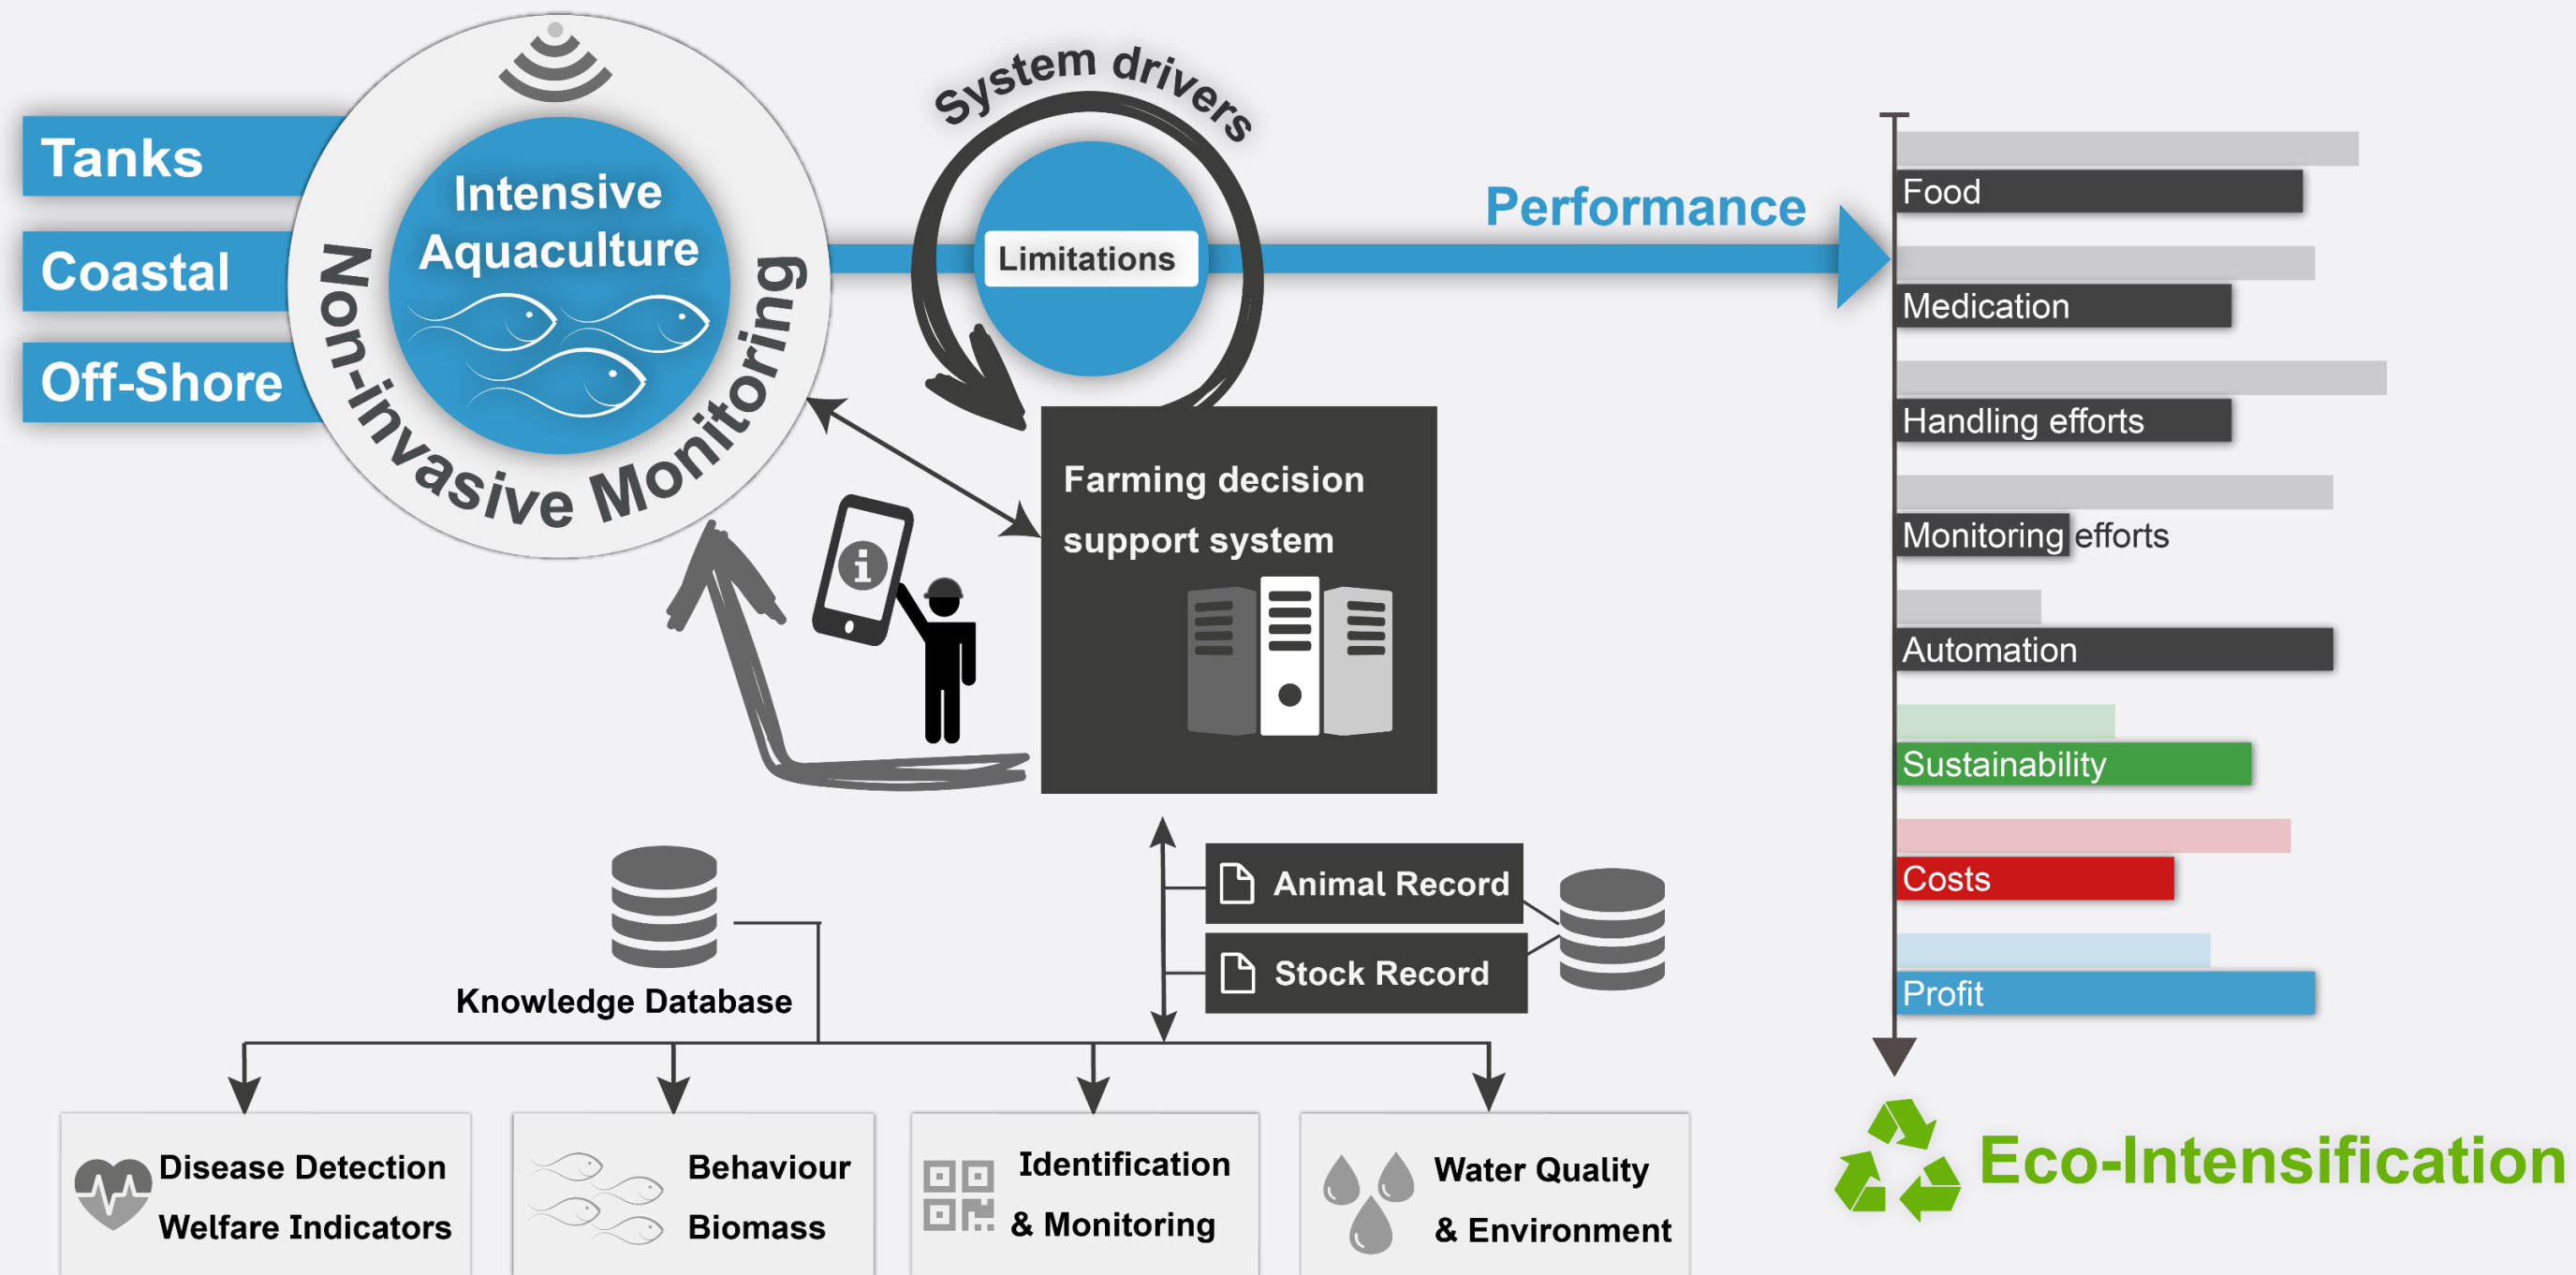 Tanks
Coastal
Off-Shore
Intensive
Aquaculture
Non-invasive Monitoring
System drivers
Limitations
Performance
Farming decision
support system
i
Animal Record
Stock Record
Knowledge Database
Disease Detection
Welfare Indicators
Behaviour
Biomass
Identification
& Monitoring
Water Quality
& Environment
Food
Medication
Handling efforts
Monitoring efforts
Automation
Sustainability
Costs
Profit
Eco-Intensification